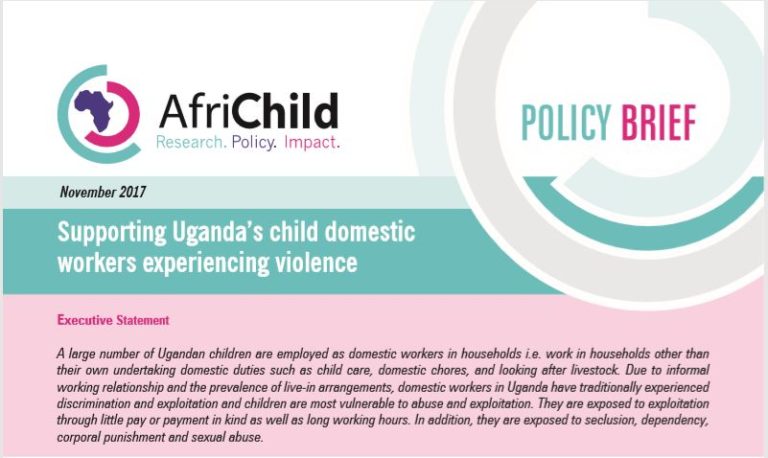 AfriChild
Research. Policy. Impact.
POLICY BRIEF
November 2017
Supporting Uganda's child domestic
workers experiencing violence
Executive Statement
A large number of Ugandan children are employed as domestic workers in households i.e. work in households other than
their own undertaking domestic duties such as child care, domestic chores, and looking after livestock. Due to informal
working relationship and the prevalence of live-in arrangements, domestic workers in Uganda have traditionally experienced
discrimination and exploitation and children are most vulnerable to abuse and exploitation. They are exposed to exploitation
through little pay or payment in kind as well as long working hours. In addition, they are exposed to seclusion, dependency,
corporal punishment and sexual abuse.